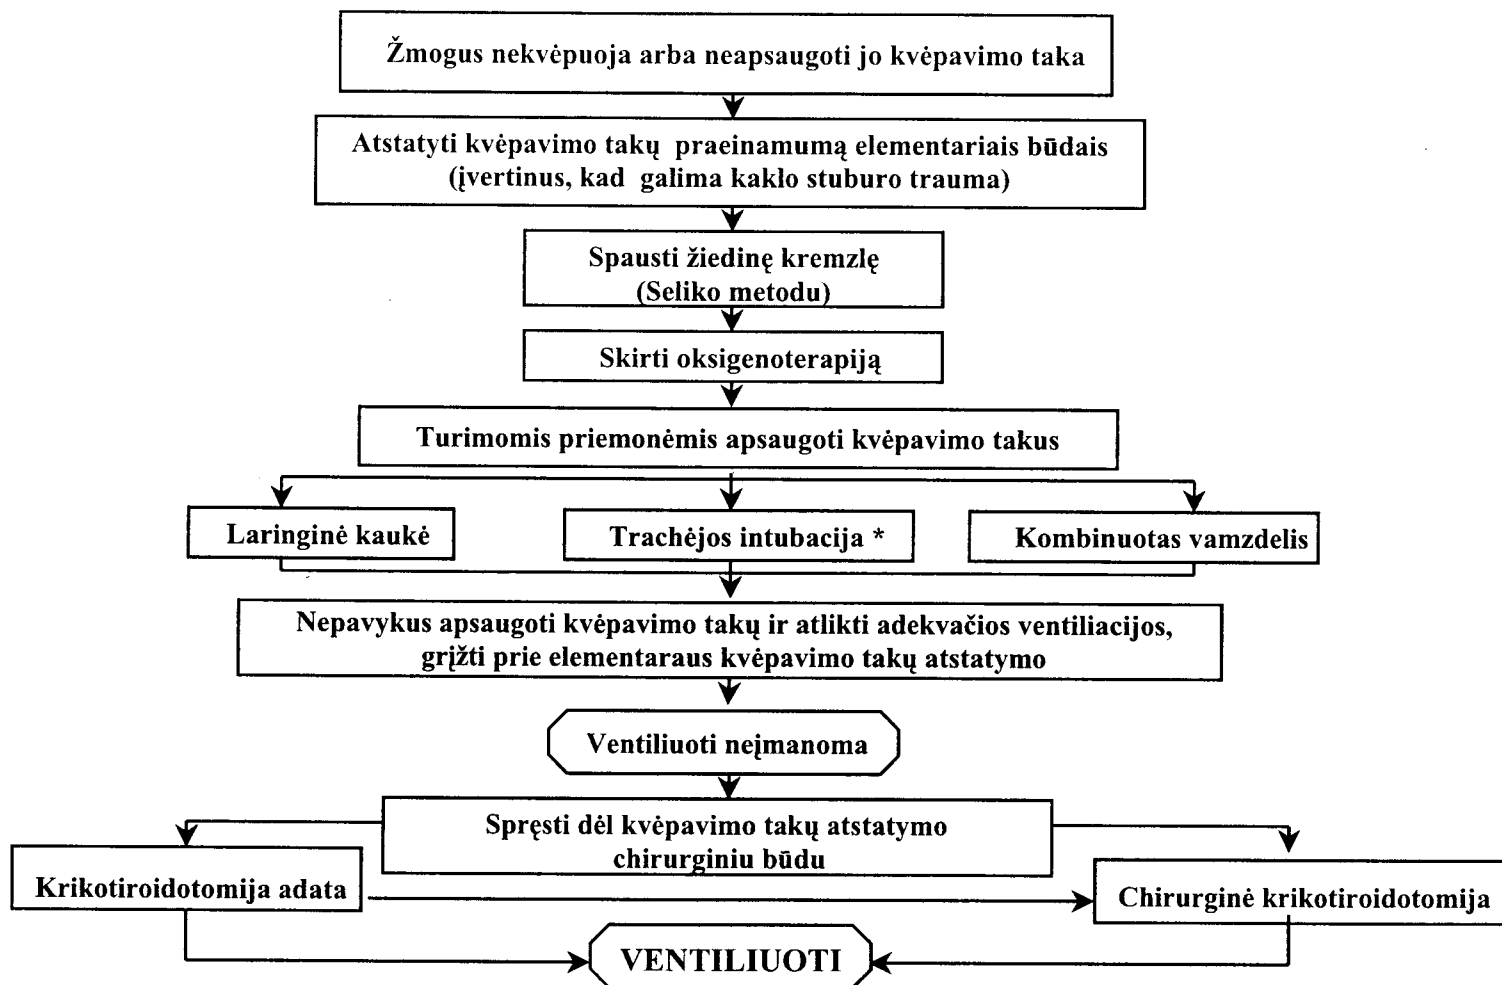 Žmogus nekvėpuoja arba neapsaugoti jo kvėpavimo taka
Atstatyti kvėpavimo takų praeinamumą elementariais būdais
(įvertinus, kad galima kaklo stuburo trauma)
Spausti žiedinę kremzlę
(Seliko metodu)
Skirti oksigenoterapiją
Turimomis priemonėmis apsaugoti kvėpavimo takus
Laringinė kaukė
Trachėjos intubacija *
Kombinuotas vamzdelis
Nepavykus apsaugoti kvėpavimo takų ir atlikti adekvačios ventiliacijos,
grįžti prie elementaraus kvėpavimo takų atstatymo
Ventiliuoti neįmanoma
Spręsti dėl kvėpavimo takų atstatymo
chirurginiu būdu
Krikotiroidotomija adata
Chirurginė krikotiroidotomija
VENTILIUOTI